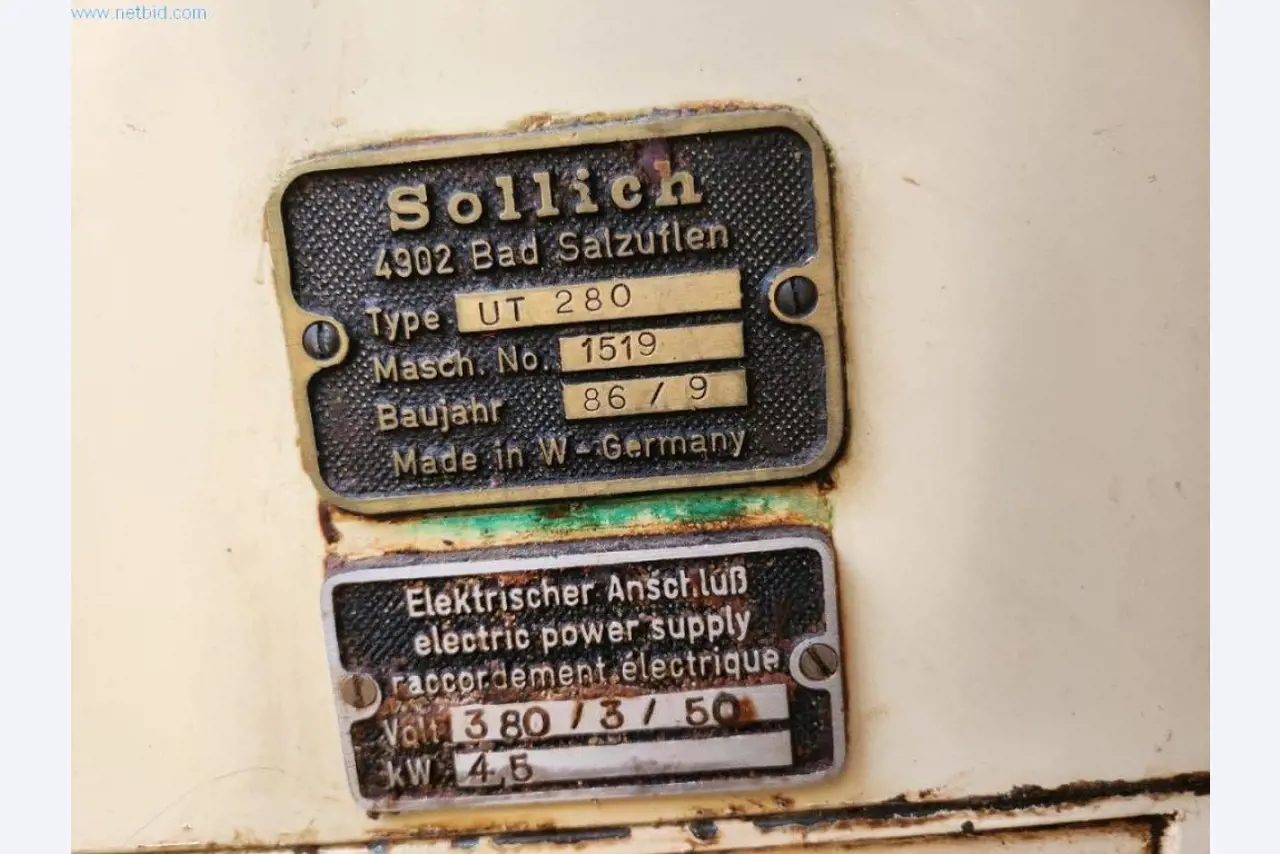 www.netbid.com
Sollich
4902 Bad Salzuflen
Type UT 280
Masch. No. 1519
Baujahr 86 / 9
Made in W-Germany
Elektrischer Anschluß
electric power supply
raccordement électrique
Volt 380 / 3 / 50
kW 4,5